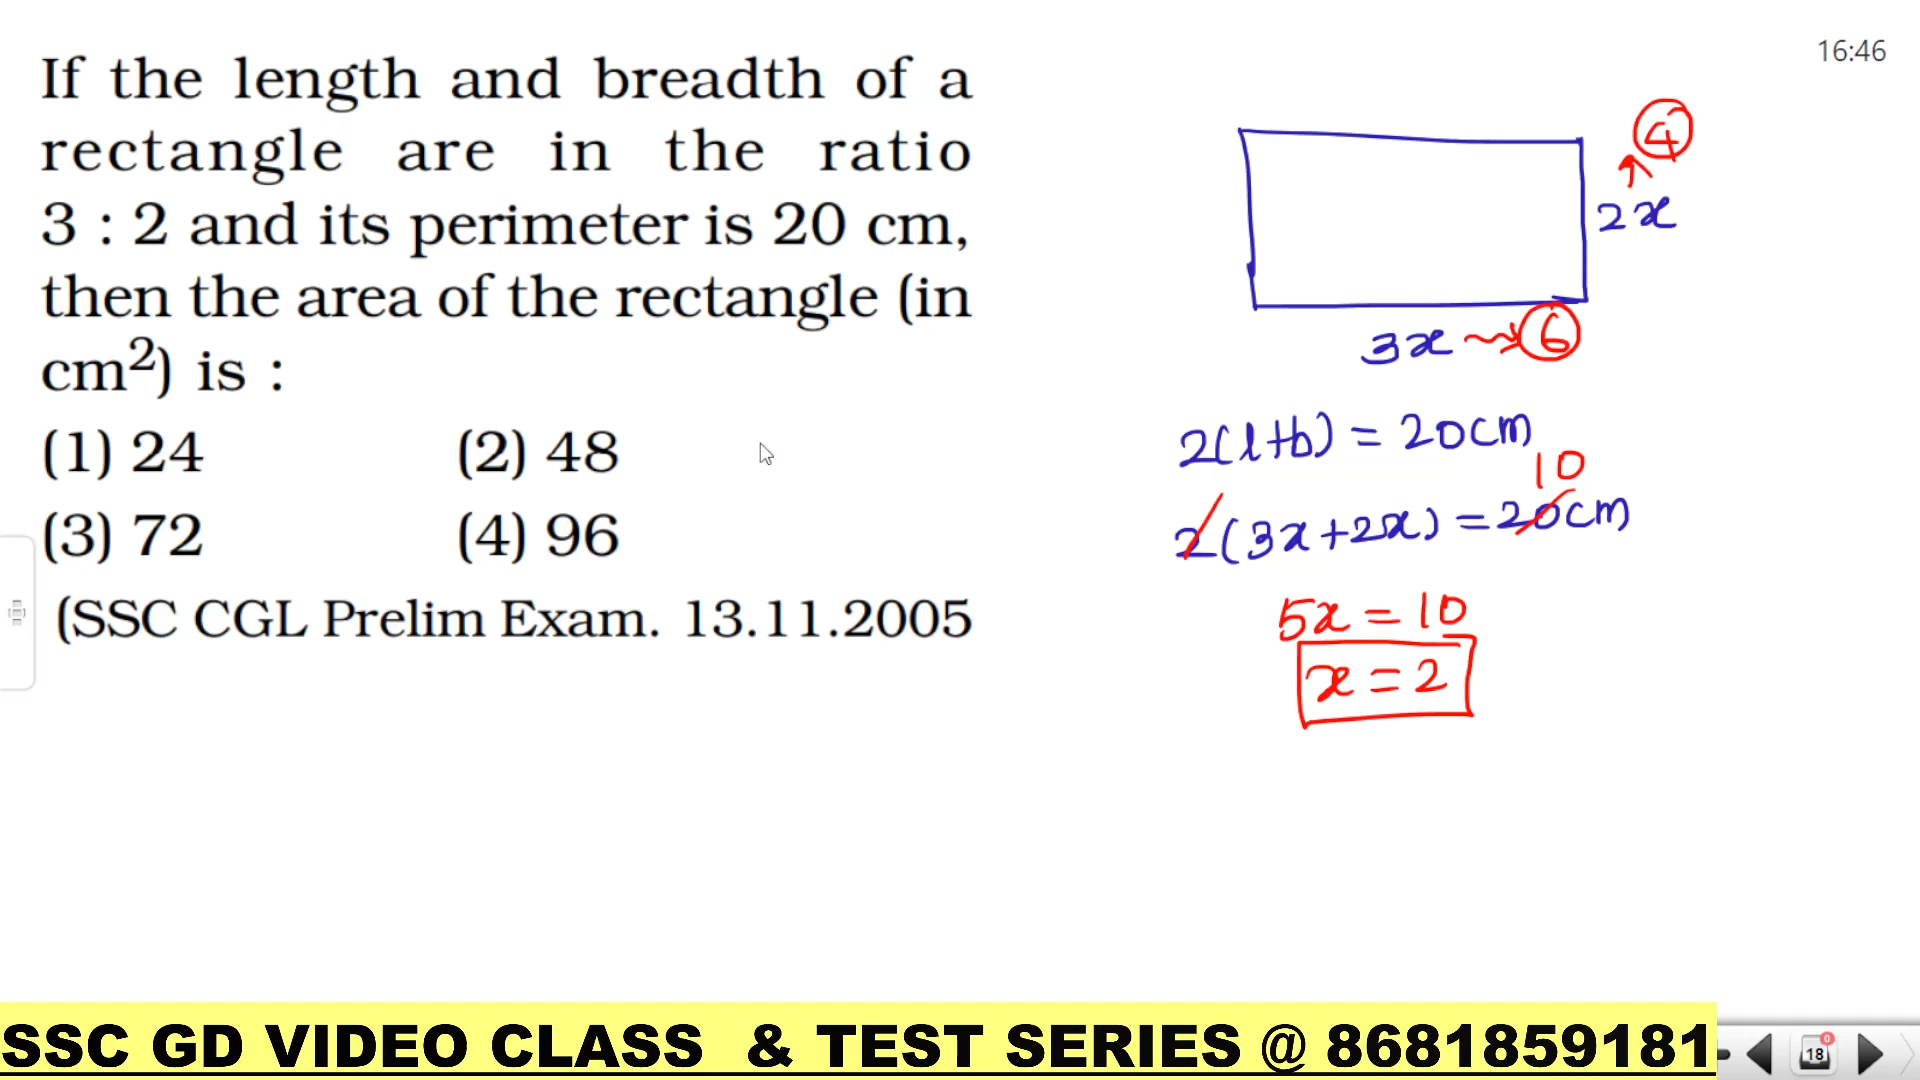 16:46
If the length and breadth of a
rectangle are in the ratio
3 : 2 and its perimeter is 20 cm,
then the area of the rectangle (in
cm²) is :
(1) 24 (2) 48
(3) 72 (4) 96
(SSC CGL Prelim Exam. 13.11.2005
4
2x
3x → 6
2(l+b) = 20cm
10
2(3x+2x) = 20cm
5x = 10
x = 2
SSC GD VIDEO CLASS & TEST SERIES @ 8681859181
18
0